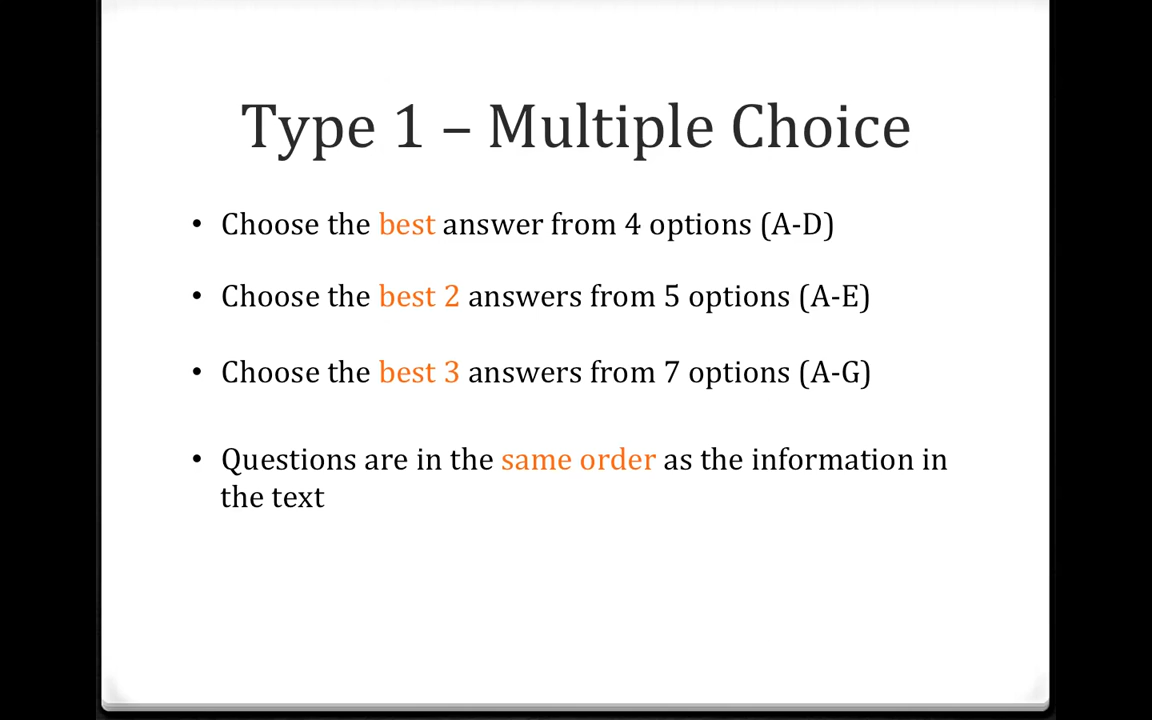 Type 1 – Multiple Choice
• Choose the best answer from 4 options (A-D)
• Choose the best 2 answers from 5 options (A-E)
• Choose the best 3 answers from 7 options (A-G)
• Questions are in the same order as the information in
the text